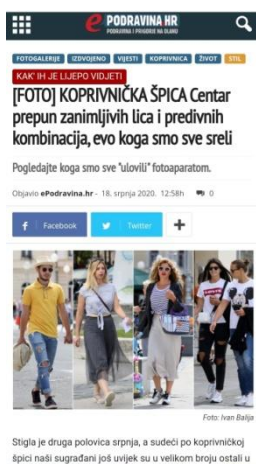 PODRAVINA.HR
PODRAVINA I PRIGORJE NA DLANU
FOTOGALERIJE IZDVOJENO VIJESTI KOPRIVNICA ŽIVOT STIL
KAK' IH JE LIJEPO VIDJETI
[FOTO] KOPRIVNIČKA ŠPICA Centar
prepun zanimljivih lica i predivnih
kombinacija, evo koga smo sve sreli
Pogledajte koga smo sve "ulovili" fotoaparatom.
Objavio ePodravina.hr - 18. srpnja 2020. 12:58h 0
Facebook Twitter +
Foto: Ivan Balija
Stigla je druga polovica srpnja, a sudeći po koprivničkoj
špici naši sugrađani još uvijek su u velikom broju ostali u